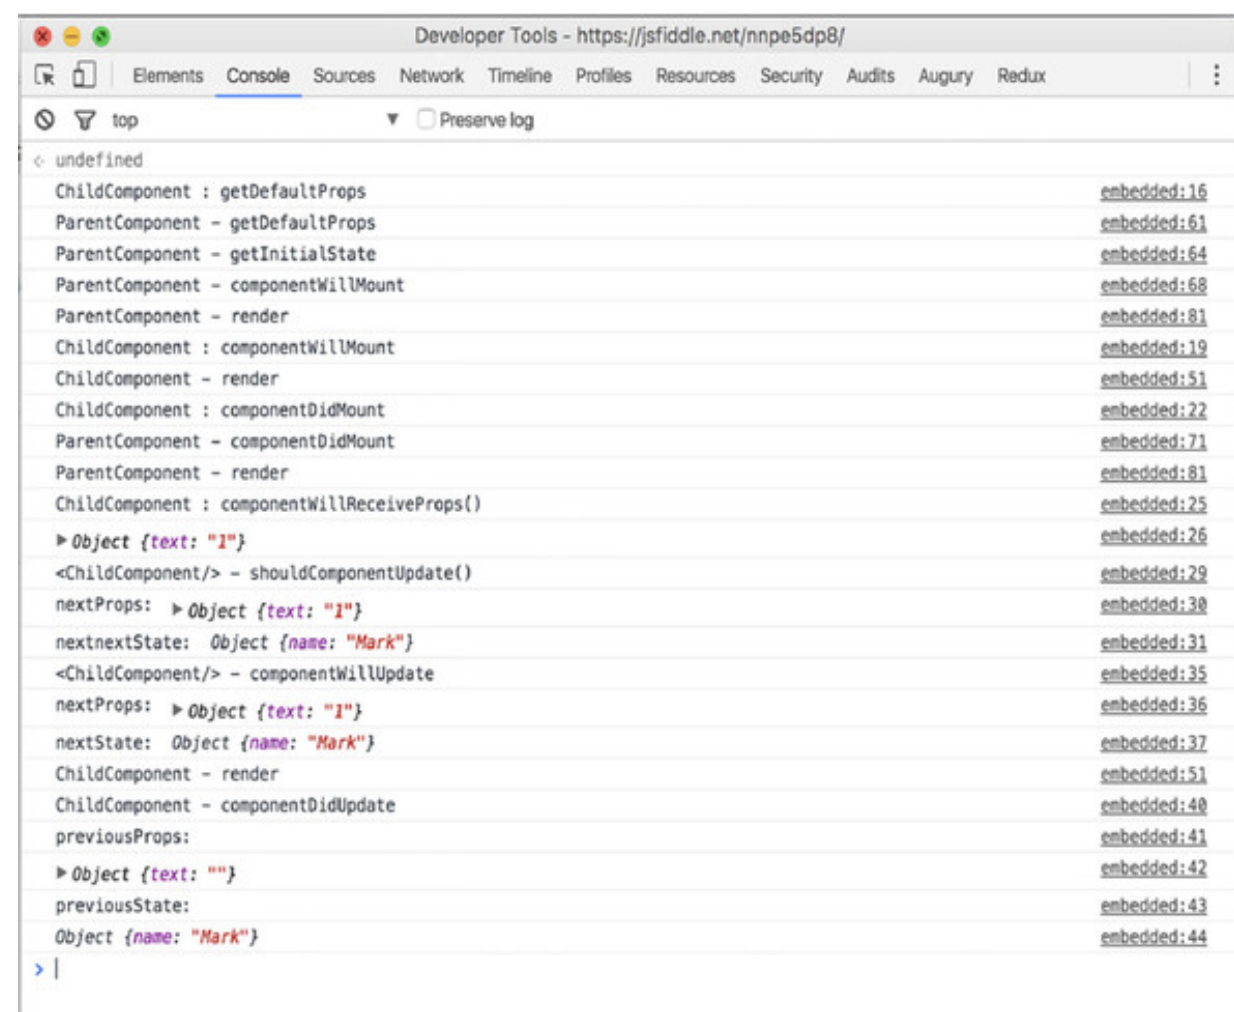 Developer Tools - https://jsfiddle.net/nnpe5dp8/
Elements Console Sources Network Timeline Profiles Resources Security Audits Augury Redux
top Preserve log
undefined
ChildComponent : getDefaultProps embedded:16
ParentComponent – getDefaultProps embedded:61
ParentComponent – getInitialState embedded:64
ParentComponent – componentWillMount embedded:68
ParentComponent – render embedded:81
ChildComponent : componentWillMount embedded:19
ChildComponent – render embedded:51
ChildComponent : componentDidMount embedded:22
ParentComponent – componentDidMount embedded:71
ParentComponent – render embedded:81
ChildComponent : componentWillReceiveProps() embedded:25
Object {text: "1"} embedded:26
<ChildComponent/> – shouldComponentUpdate() embedded:29
nextProps: Object {text: "1"} embedded:30
nextnextState: Object {name: "Mark"} embedded:31
<ChildComponent/> – componentWillUpdate embedded:35
nextProps: Object {text: "1"} embedded:36
nextState: Object {name: "Mark"} embedded:37
ChildComponent – render embedded:51
ChildComponent – componentDidUpdate embedded:40
previousProps: embedded:41
Object {text: ""} embedded:42
previousState: embedded:43
Object {name: "Mark"} embedded:44